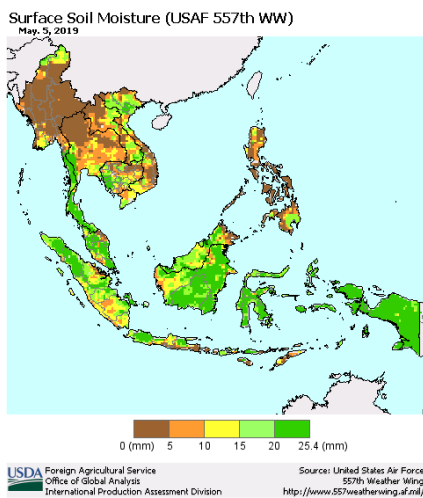 Surface Soil Moisture (USAF 557th WW)
May. 5, 2019
0 (mm) 5 10 15 20 25.4 (mm)
USDA Foreign Agricultural Service
Office of Global Analysis
International Production Assessment Division
Source: United States Air Force
557th Weather Wing
http://www.557weatherwing.af.mil/